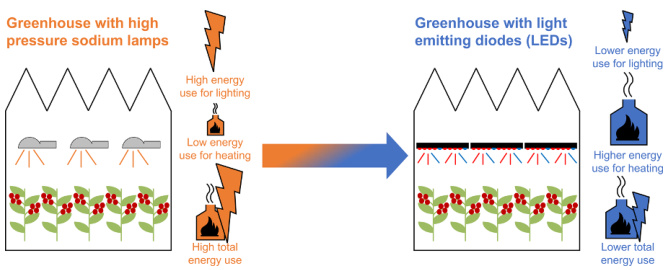 Greenhouse with high
pressure sodium lamps
High energy
use for lighting
Low energy
use for heating
High total
energy use
Greenhouse with light
emitting diodes (LEDs)
Lower energy
use for lighting
Higher energy
use for heating
Lower total
energy use